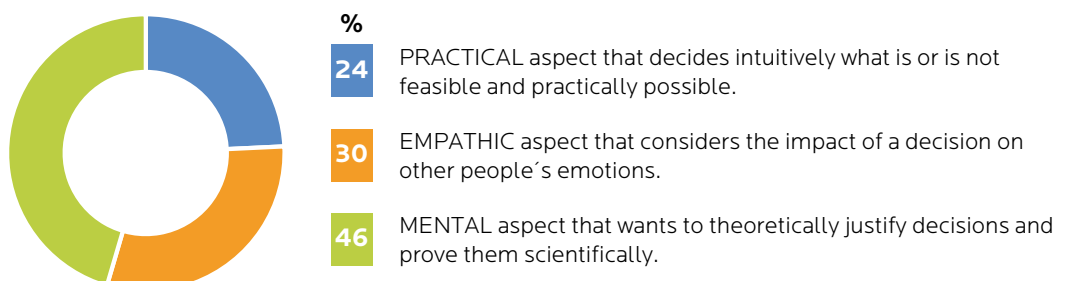 %
24 PRACTICAL aspect that decides intuitively what is or is not
feasible and practically possible.
30 EMPATHIC aspect that considers the impact of a decision on
other people´s emotions.
46 MENTAL aspect that wants to theoretically justify decisions and
prove them scientifically.